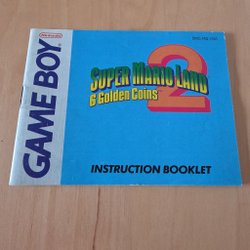 Nintendo
GAME BOY
SUPER MARIO LAND
2
6 Golden Coins
INSTRUCTION BOOKLET